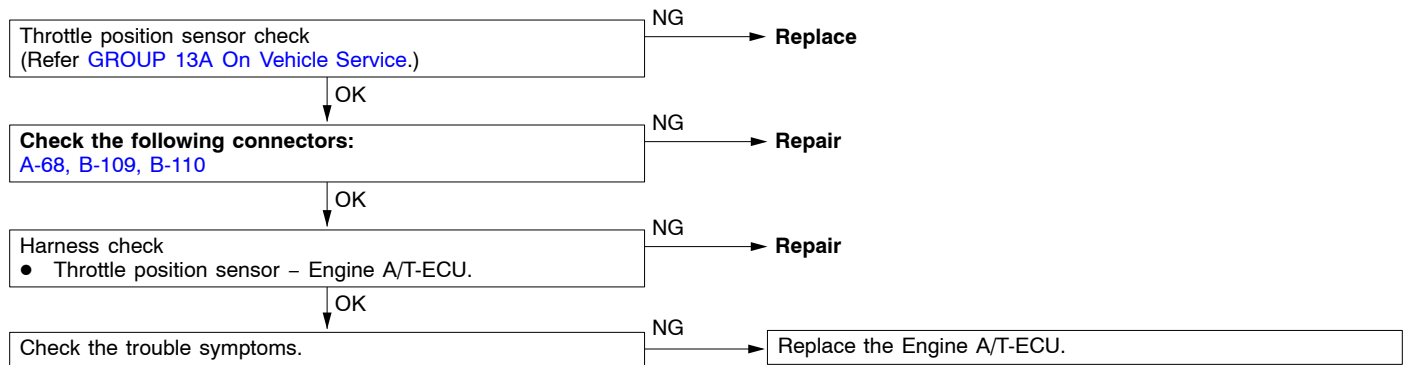 Throttle position sensor check
(Refer GROUP 13A On Vehicle Service.)
NG
Replace
OK
Check the following connectors:
A-68, B-109, B-110
NG
Repair
OK
Harness check
● Throttle position sensor – Engine A/T-ECU.
NG
Repair
OK
Check the trouble symptoms.
NG
Replace the Engine A/T-ECU.